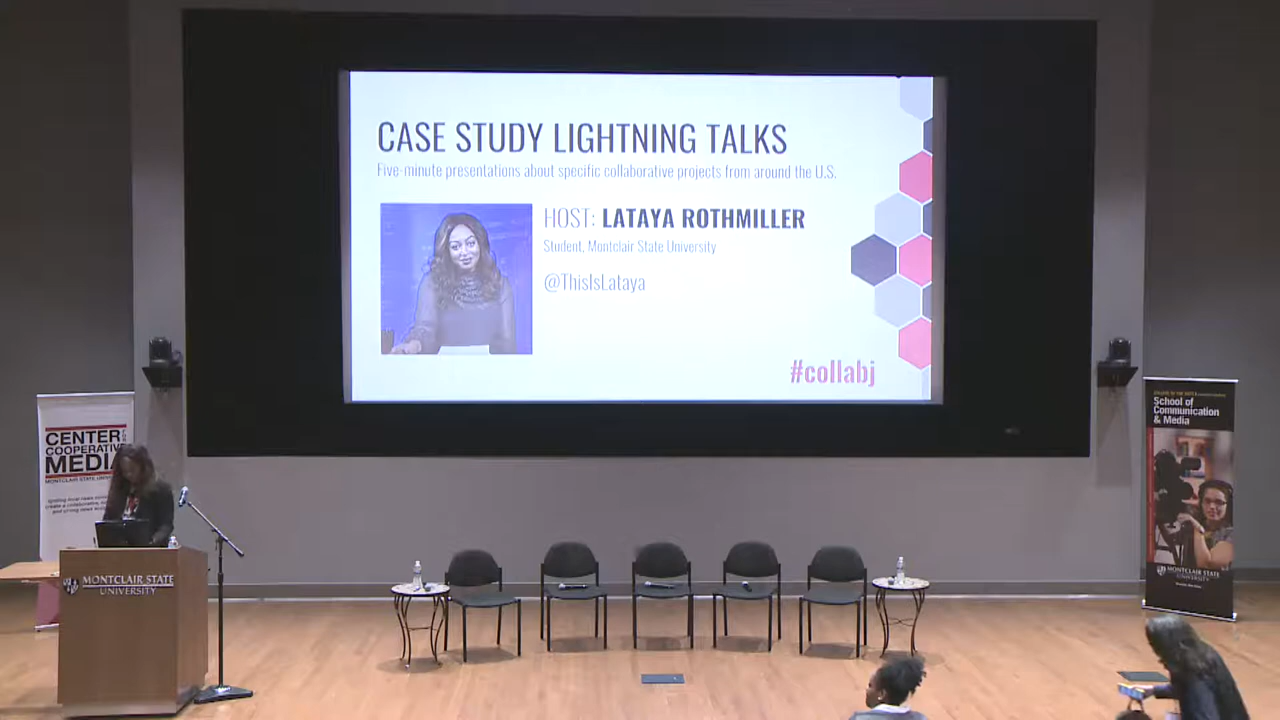 CASE STUDY LIGHTNING TALKS
Five-minute presentations about specific collaborative projects from around the U.S.
HOST: LATAYA ROTHMILLER
Student, Montclair State University
@ThisIsLataya
#collabj
CENTER FOR
COOPERATIVE
MEDIA
MONTCLAIR STATE
MONTCLAIR STATE
UNIVERSITY
School of
Communication
& Media
MONTCLAIR STATE
UNIVERSITY